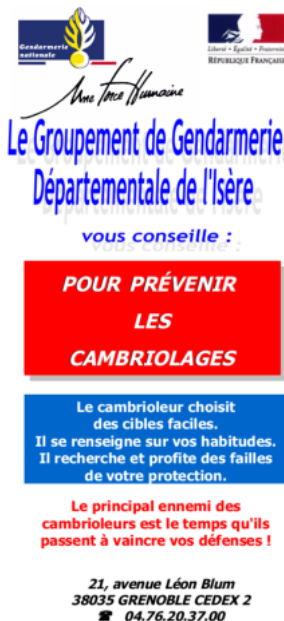 Gendarmerie
nationale
Liberté • Égalité • Fraternité
RÉPUBLIQUE FRANÇAISE
Une force Humaine
Le Groupement de Gendarmerie
Départementale de l'Isère
vous conseille :
POUR PRÉVENIR
LES
CAMBRIOLAGES
Le cambrioleur choisit
des cibles faciles.
Il se renseigne sur vos habitudes.
Il recherche et profite des failles
de votre protection.
Le principal ennemi des
cambrioleurs est le temps qu'ils
passent à vaincre vos défenses !
21, avenue Léon Blum
38035 GRENOBLE CEDEX 2
☎ 04.76.20.37.00